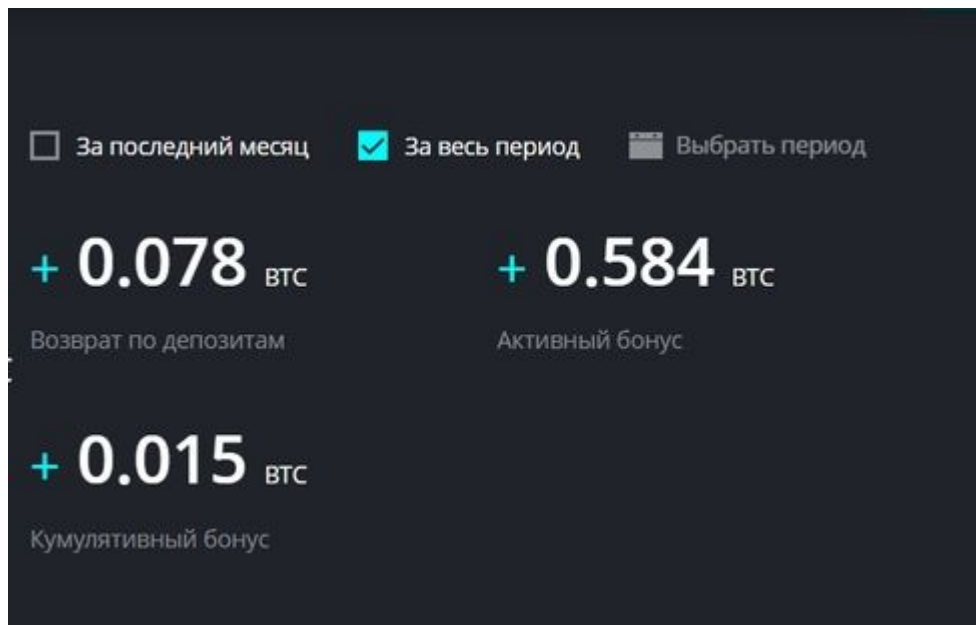 За последний месяц За весь период Выбрать период
+ 0.078 BTC + 0.584 BTC
Возврат по депозитам Активный бонус
+ 0.015 BTC
Кумулятивный бонус